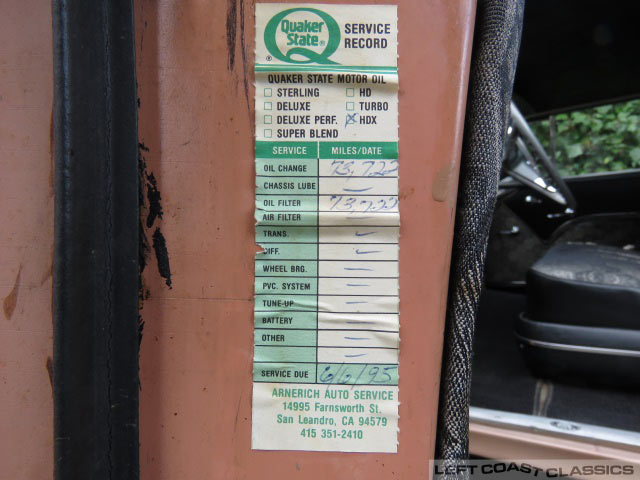 Quaker State®
SERVICE RECORD
®
QUAKER STATE MOTOR OIL
STERLING HD
DELUXE TURBO
DELUXE PERF. HDX
SUPER BLEND
SERVICE MILES/DATE
OIL CHANGE 73,722
CHASSIS LUBE —
OIL FILTER 73,722
AIR FILTER —
TRANS. —
DIFF. —
WHEEL BRG. —
PVC. SYSTEM —
TUNE-UP —
BATTERY —
OTHER —
—
SERVICE DUE 6/6/95
ARNERICH AUTO SERVICE
14995 Farnsworth St.
San Leandro, CA 94579
415 351-2410
LEFT COAST CLASSICS